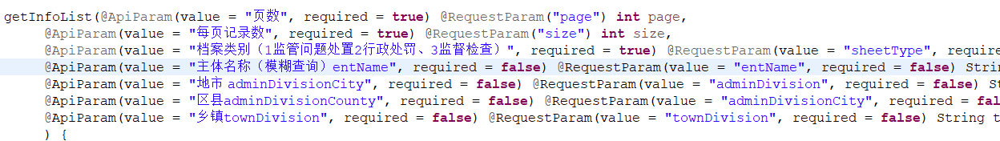 getInfoList(@ApiParam(value = "页数", required = true) @RequestParam("page") int page,
@ApiParam(value = "每页记录数", required = true) @RequestParam("size") int size,
@ApiParam(value = "档案类别（1监管问题处置2行政处罚、3监督检查）", required = true) @RequestParam(value = "sheetType", require
@ApiParam(value = "主体名称（模糊查询）entName", required = false) @RequestParam(value = "entName", required = false) Strin
@ApiParam(value = "地市 adminDivisionCity", required = false) @RequestParam(value = "adminDivision", required = false) St
@ApiParam(value = "区县adminDivisionCounty", required = false) @RequestParam(value = "adminDivisionCity", required = fal
@ApiParam(value = "乡镇townDivision", required = false) @RequestParam(value = "townDivision", required = false) String t
) {